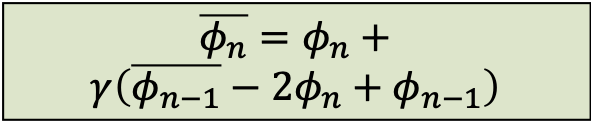 $\overline{\phi_n} = \phi_n +$
$\gamma(\overline{\phi_{n-1}} - 2\phi_n + \phi_{n-1})$